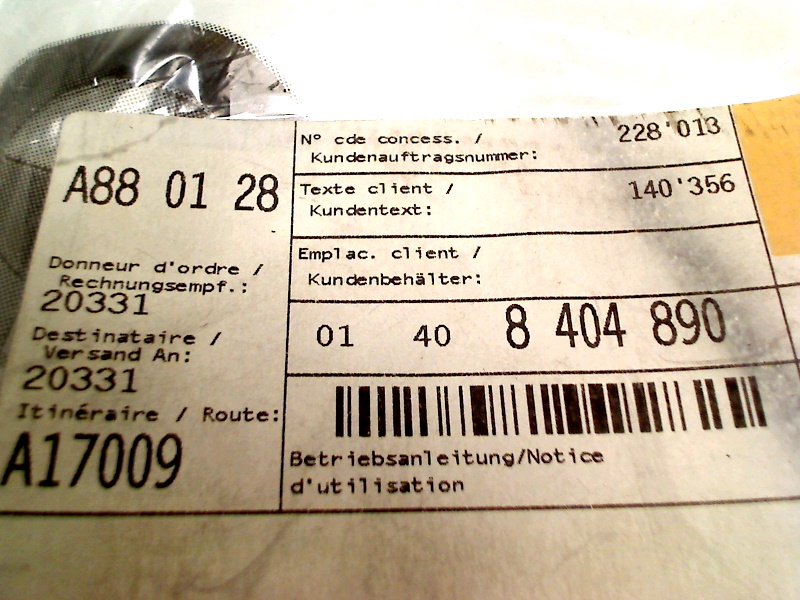 A88 01 28
Donneur d'ordre /
Rechnungsempf.:
20331
Destinataire /
Versand An:
20331
Itinéraire / Route:
A17009
N° cde concess. /
Kundenauftragsnummer:
228'013
Texte client /
Kundentext:
140'356
Emplac. client /
Kundenbehälter:
01 40 8 404 890
Betriebsanleitung/Notice
d'utilisation